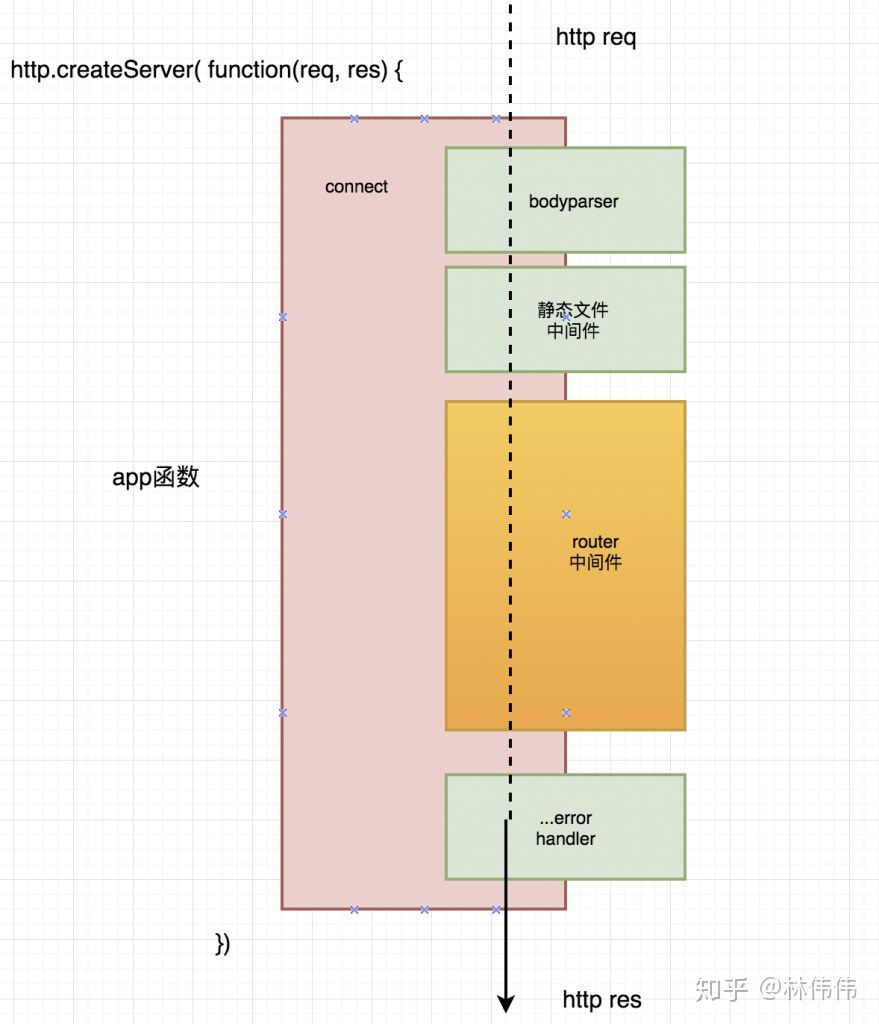 http req
http.createServer( function(req, res) {
connect
bodyparser
静态文件
中间件
app函数
router
中间件
...error
handler
})
http res
知乎 @林伟伟